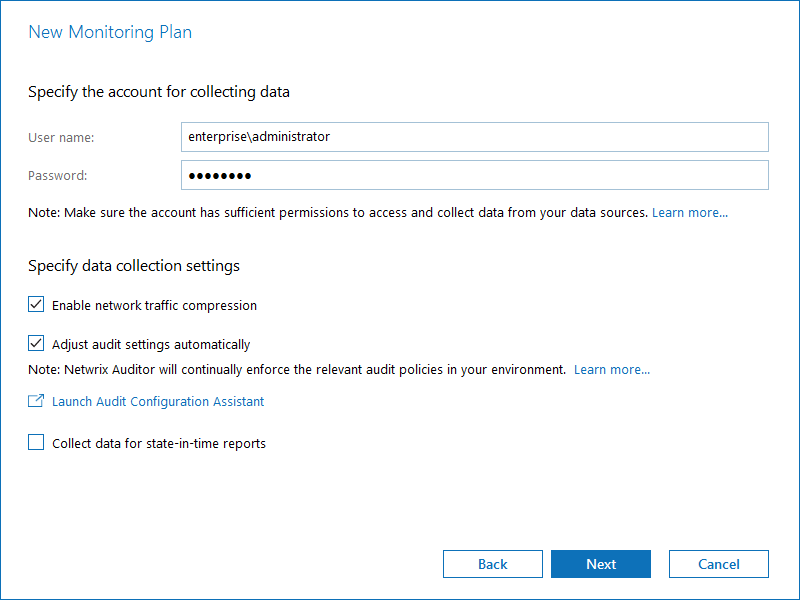 New Monitoring Plan
Specify the account for collecting data
User name: enterprise\administrator
Password: ●●●●●●●●
Note: Make sure the account has sufficient permissions to access and collect data from your data sources. Learn more...
Specify data collection settings
Enable network traffic compression
Adjust audit settings automatically
Note: Netwrix Auditor will continually enforce the relevant audit policies in your environment. Learn more...
Launch Audit Configuration Assistant
Collect data for state-in-time reports
Back Next Cancel